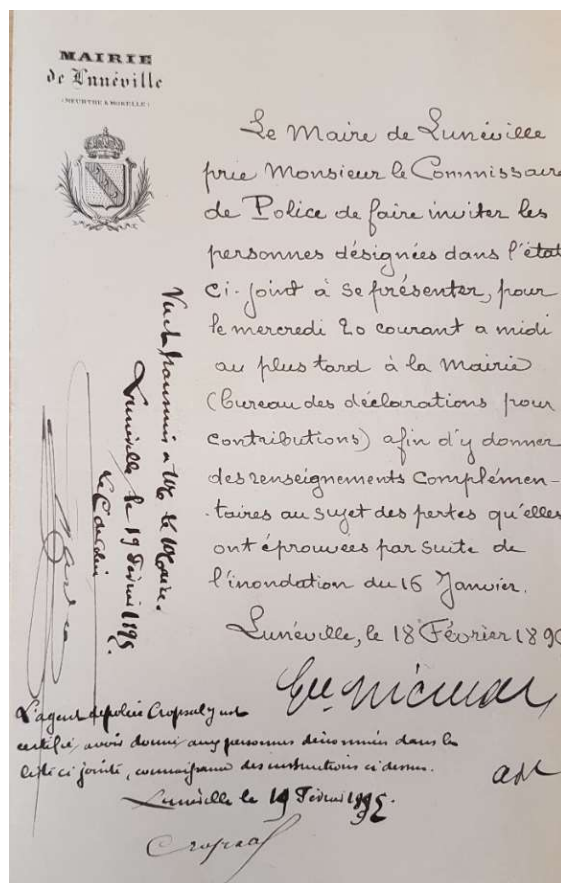 MAIRIE
de Lunéville
(MEURTHE & MOSELLE)
Le Maire de Lunéville
prie Monsieur le Commissaire
de Police de faire inviter les
personnes désignées dans l'état
ci-joint à se présenter, pour
le mercredi 20 courant a midi
au plus tard à la Mairie
(bureau des déclarations pour
contributions) afin d'y donner
des renseignements Complémen-
-taires au sujet des pertes qu'elles
ont éprouvées par suite de
l'inondation du 16 Janvier.
Lunéville, le 18 Février 189
Vu et transmis à le Maire.
Lunéville le 19 Février 1895.
Le
L'agent de police Cropsal
certifie avoir donné aux personnes dénommées dans la
liste ci jointe, connaissance des instructions ci dessus.
Lunéville le 19 Février 1895.
Cropsal